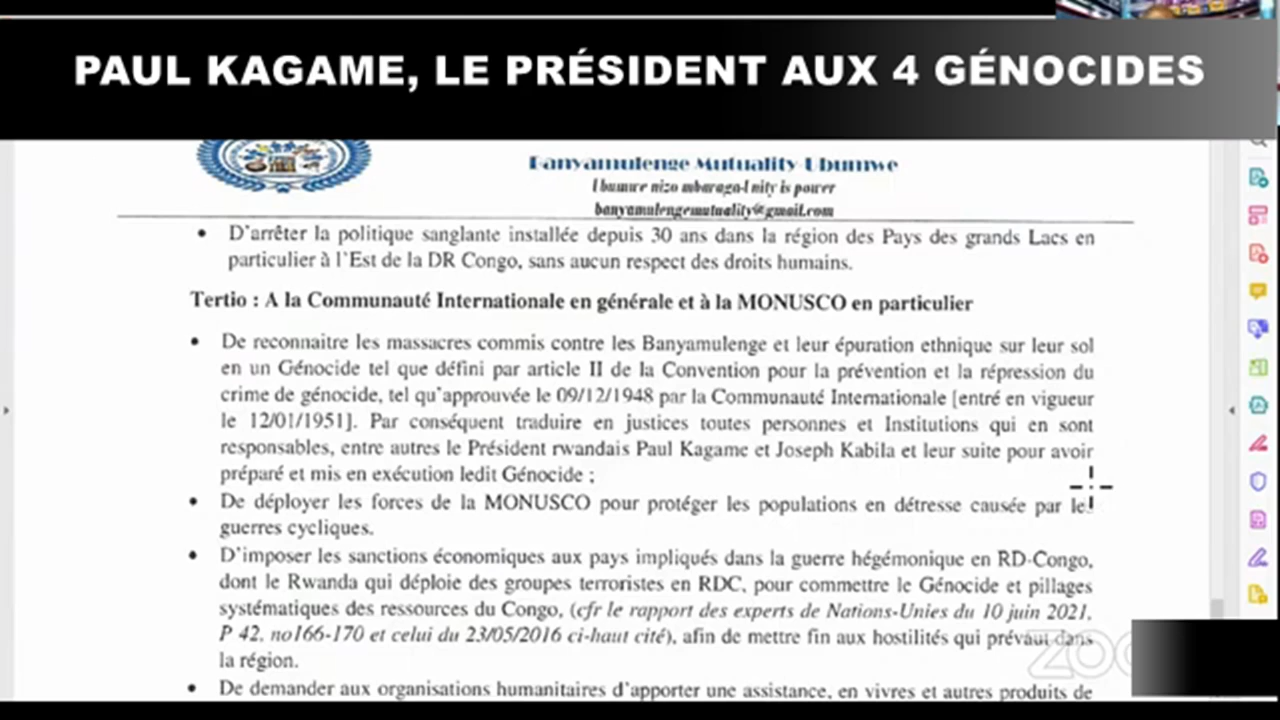 PAUL KAGAME, LE PRÉSIDENT AUX 4 GÉNOCIDES
Banyamulenge Mutuality Ubumwe
Ubumwe nizo mbaraga-Unity is power
banyamulengemutuality@gmail.com
• D'arrêter la politique sanglante installée depuis 30 ans dans la région des Pays des grands Lacs en
particulier à l'Est de la DR Congo, sans aucun respect des droits humains.
Tertio : A la Communauté Internationale en générale et à la MONUSCO en particulier
• De reconnaitre les massacres commis contre les Banyamulenge et leur épuration ethnique sur leur sol
en un Génocide tel que défini par article II de la Convention pour la prévention et la répression du
crime de génocide, tel qu'approuvée le 09/12/1948 par la Communauté Internationale [entré en vigueur
le 12/01/1951]. Par conséquent traduire en justices toutes personnes et Institutions qui en sont
responsables, entre autres le Président rwandais Paul Kagame et Joseph Kabila et leur suite pour avoir
préparé et mis en exécution ledit Génocide ;
• De déployer les forces de la MONUSCO pour protéger les populations en détresse causée par les
guerres cycliques.
• D'imposer les sanctions économiques aux pays impliqués dans la guerre hégémonique en RD-Congo,
dont le Rwanda qui déploie des groupes terroristes en RDC, pour commettre le Génocide et pillages
systématiques des ressources du Congo, (cfr le rapport des experts de Nations-Unies du 10 juin 2021,
P 42, no166-170 et celui du 23/05/2016 ci-haut cité), afin de mettre fin aux hostilités qui prévaut dans
la région.
• De demander aux organisations humanitaires d'apporter une assistance, en vivres et autres produits de